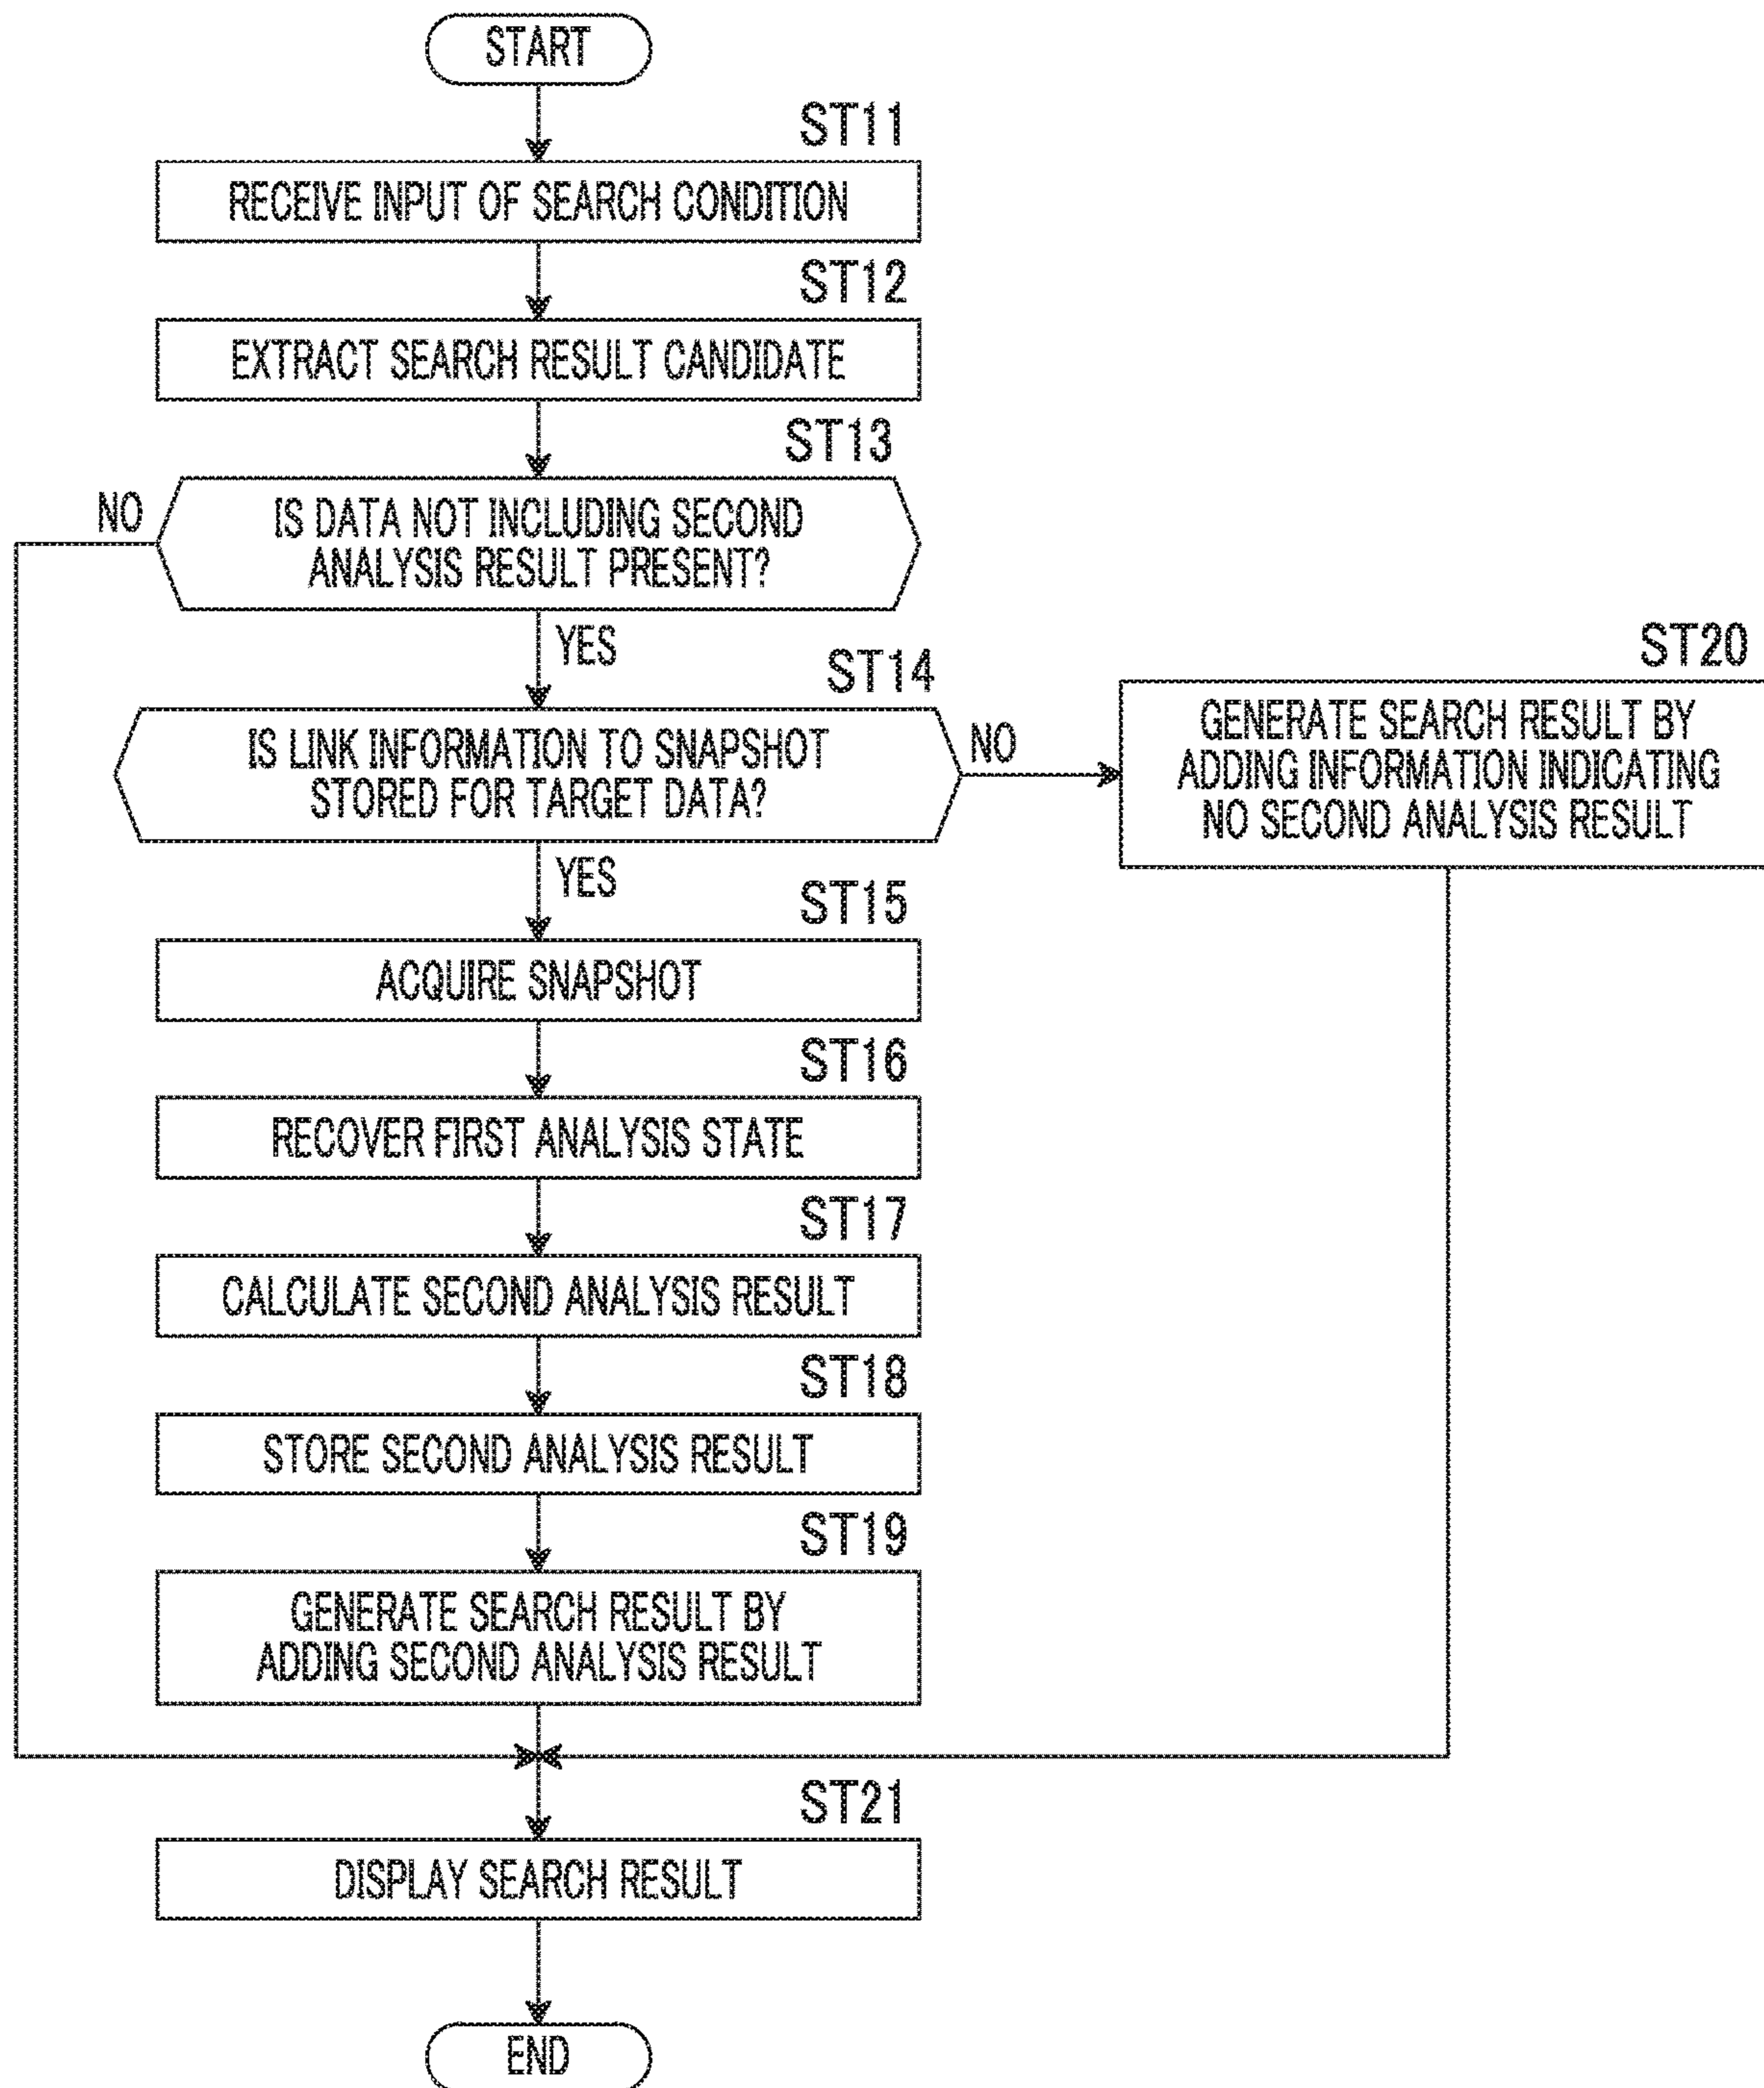 START
ST11
RECEIVE INPUT OF SEARCH CONDITION
ST12
EXTRACT SEARCH RESULT CANDIDATE
ST13
NO
IS DATA NOT INCLUDING SECOND
ANALYSIS RESULT PRESENT?
YES
ST14
IS LINK INFORMATION TO SNAPSHOT
STORED FOR TARGET DATA?
NO
ST20
GENERATE SEARCH RESULT BY
ADDING INFORMATION INDICATING
NO SECOND ANALYSIS RESULT
YES
ST15
ACQUIRE SNAPSHOT
ST16
RECOVER FIRST ANALYSIS STATE
ST17
CALCULATE SECOND ANALYSIS RESULT
ST18
STORE SECOND ANALYSIS RESULT
ST19
GENERATE SEARCH RESULT BY
ADDING SECOND ANALYSIS RESULT
ST21
DISPLAY SEARCH RESULT
END